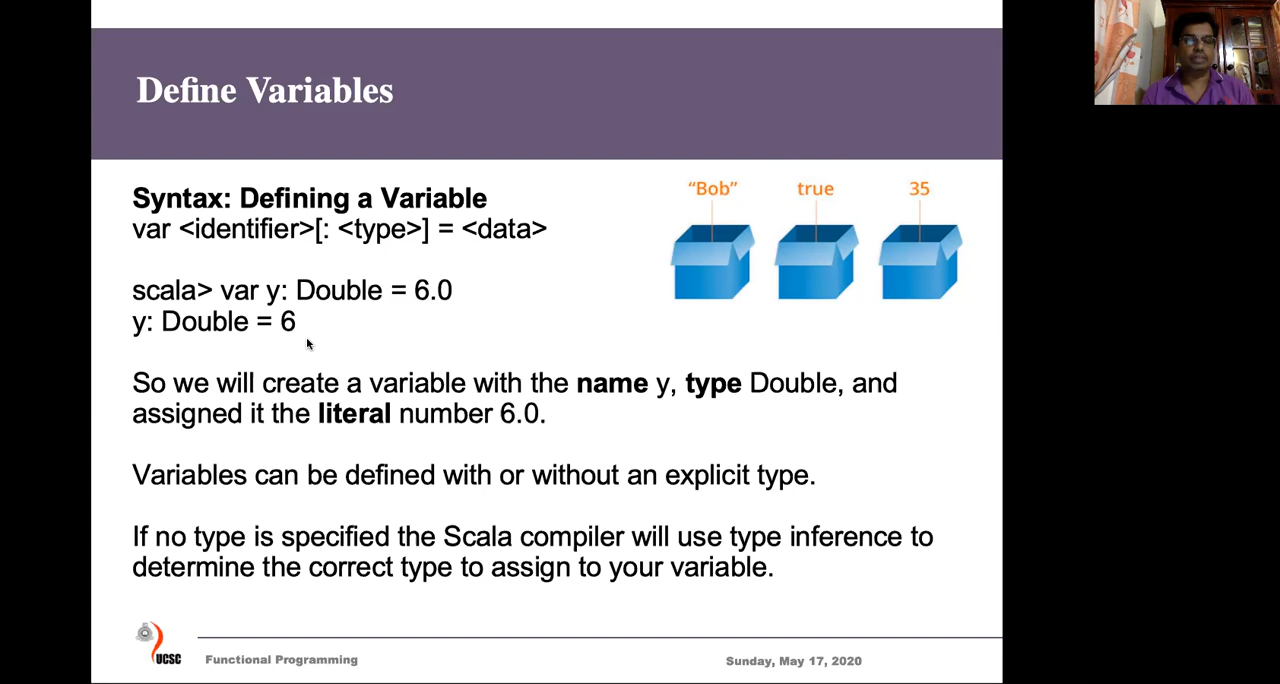 Define Variables
Syntax: Defining a Variable
var <identifier>[: <type>] = <data>
scala> var y: Double = 6.0
y: Double = 6
“Bob” true 35
So we will create a variable with the name y, type Double, and
assigned it the literal number 6.0.
Variables can be defined with or without an explicit type.
If no type is specified the Scala compiler will use type inference to
determine the correct type to assign to your variable.
UCSC
Functional Programming
Sunday, May 17, 2020